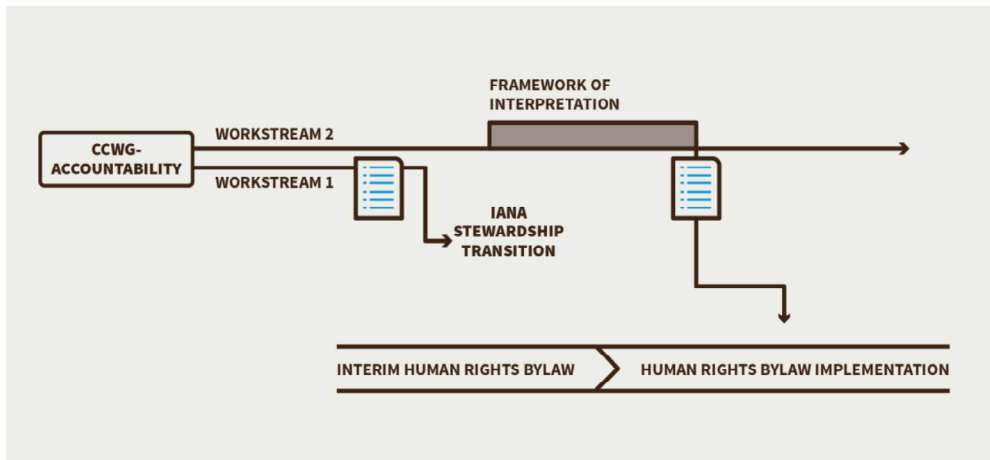 FRAMEWORK OF
INTERPRETATION
WORKSTREAM 2
CCWG-
ACCOUNTABILITY
WORKSTREAM 1
IANA
STEWARDSHIP
TRANSITION
INTERIM HUMAN RIGHTS BYLAW
HUMAN RIGHTS BYLAW IMPLEMENTATION